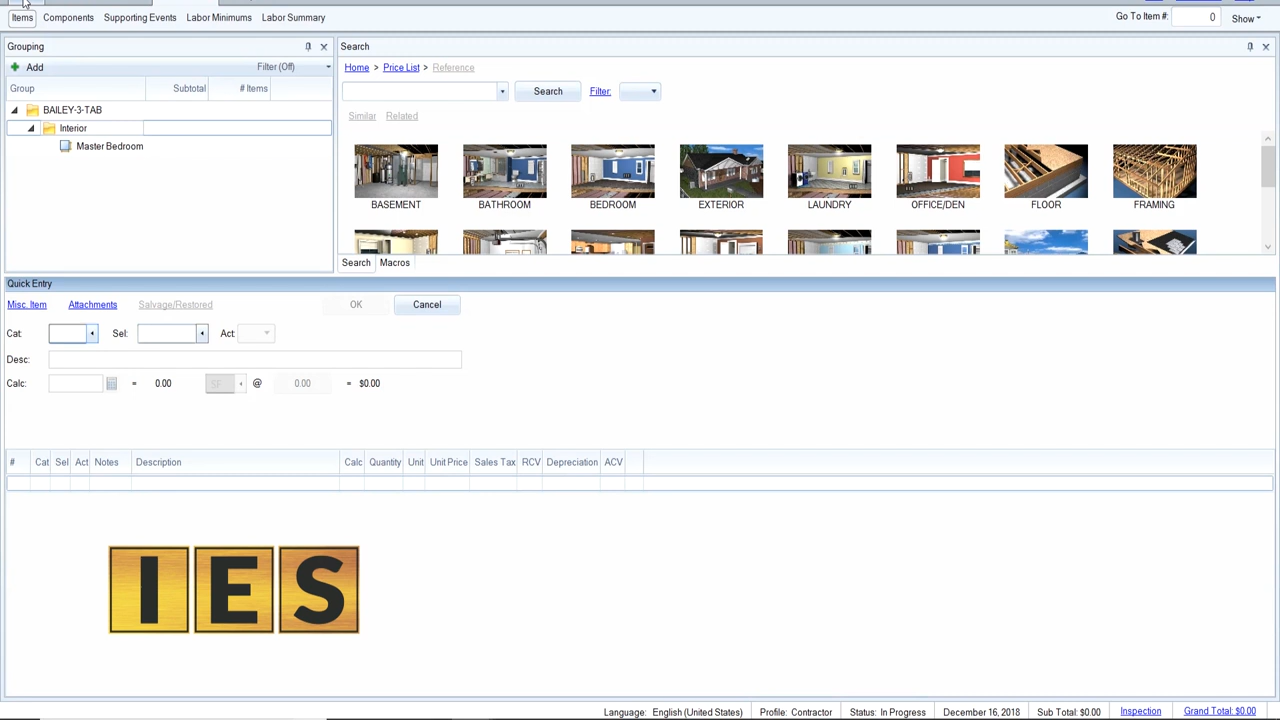 Items Components Supporting Events Labor Minimums Labor Summary Go To Item #: 0 Show
Grouping
Search
Add Filter (Off)
Home > Price List > Reference
Group Subtotal # Items
Search Filter:
BAILEY-3-TAB
Similar Related
Interior
Master Bedroom
BASEMENT BATHROOM BEDROOM EXTERIOR LAUNDRY OFFICE/DEN FLOOR FRAMING
Search Macros
Quick Entry
Misc. Item Attachments Salvage/Restored OK Cancel
Cat: Sel: Act:
Desc:
Calc: = 0.00 SF @ 0.00 = $0.00
# Cat Sel Act Notes Description Calc Quantity Unit Unit Price Sales Tax RCV Depreciation ACV
IES
Language: English (United States) Profile: Contractor Status: In Progress December 16, 2018 Sub Total: $0.00 Inspection Grand Total: $0.00